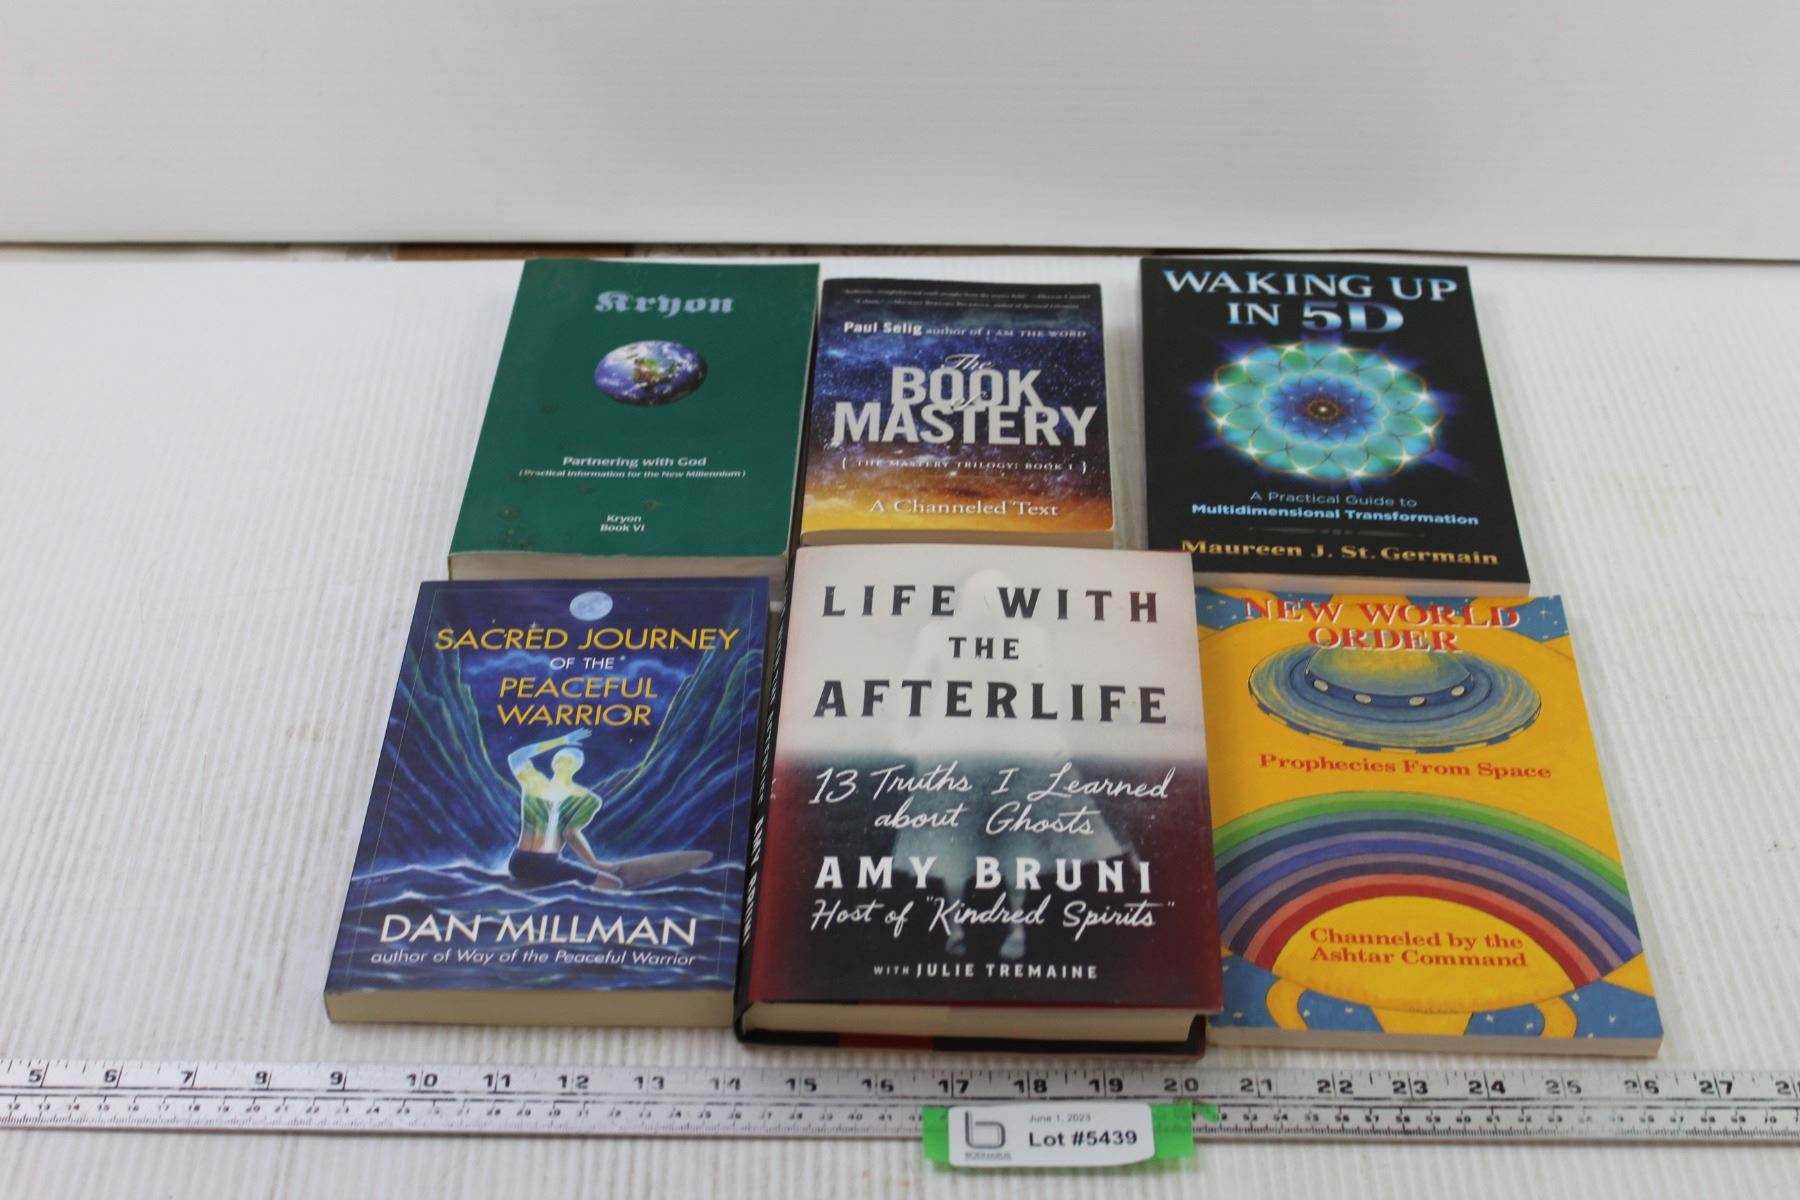 Kryon
Partnering with God
(Practical Information for the New Millennium)
Kryon
Book VI
Paul Selig author of I AM THE WORD
The
BOOK
of
MASTERY
{ THE MASTERY TRILOGY: BOOK I }
A Channeled Text
WAKING UP
IN 5D
A Practical Guide to
Multidimensional Transformation
Maureen J. St. Germain
SACRED JOURNEY
OF THE
PEACEFUL
WARRIOR
DAN MILLMAN
author of Way of the Peaceful Warrior
LIFE WITH
THE
AFTERLIFE
13 Truths I Learned
about Ghosts
AMY BRUNI
Host of "Kindred Spirits"
WITH JULIE TREMAINE
AMY BRUNI
NEW WORLD
ORDER
Prophecies From Space
Channeled by the
Ashtar Command
5 6 7 8 9 10 11 12 13 14 15 16 17 18 19 20 21 22 23 24 25 26 27
June 1, 2023
Lot #5439